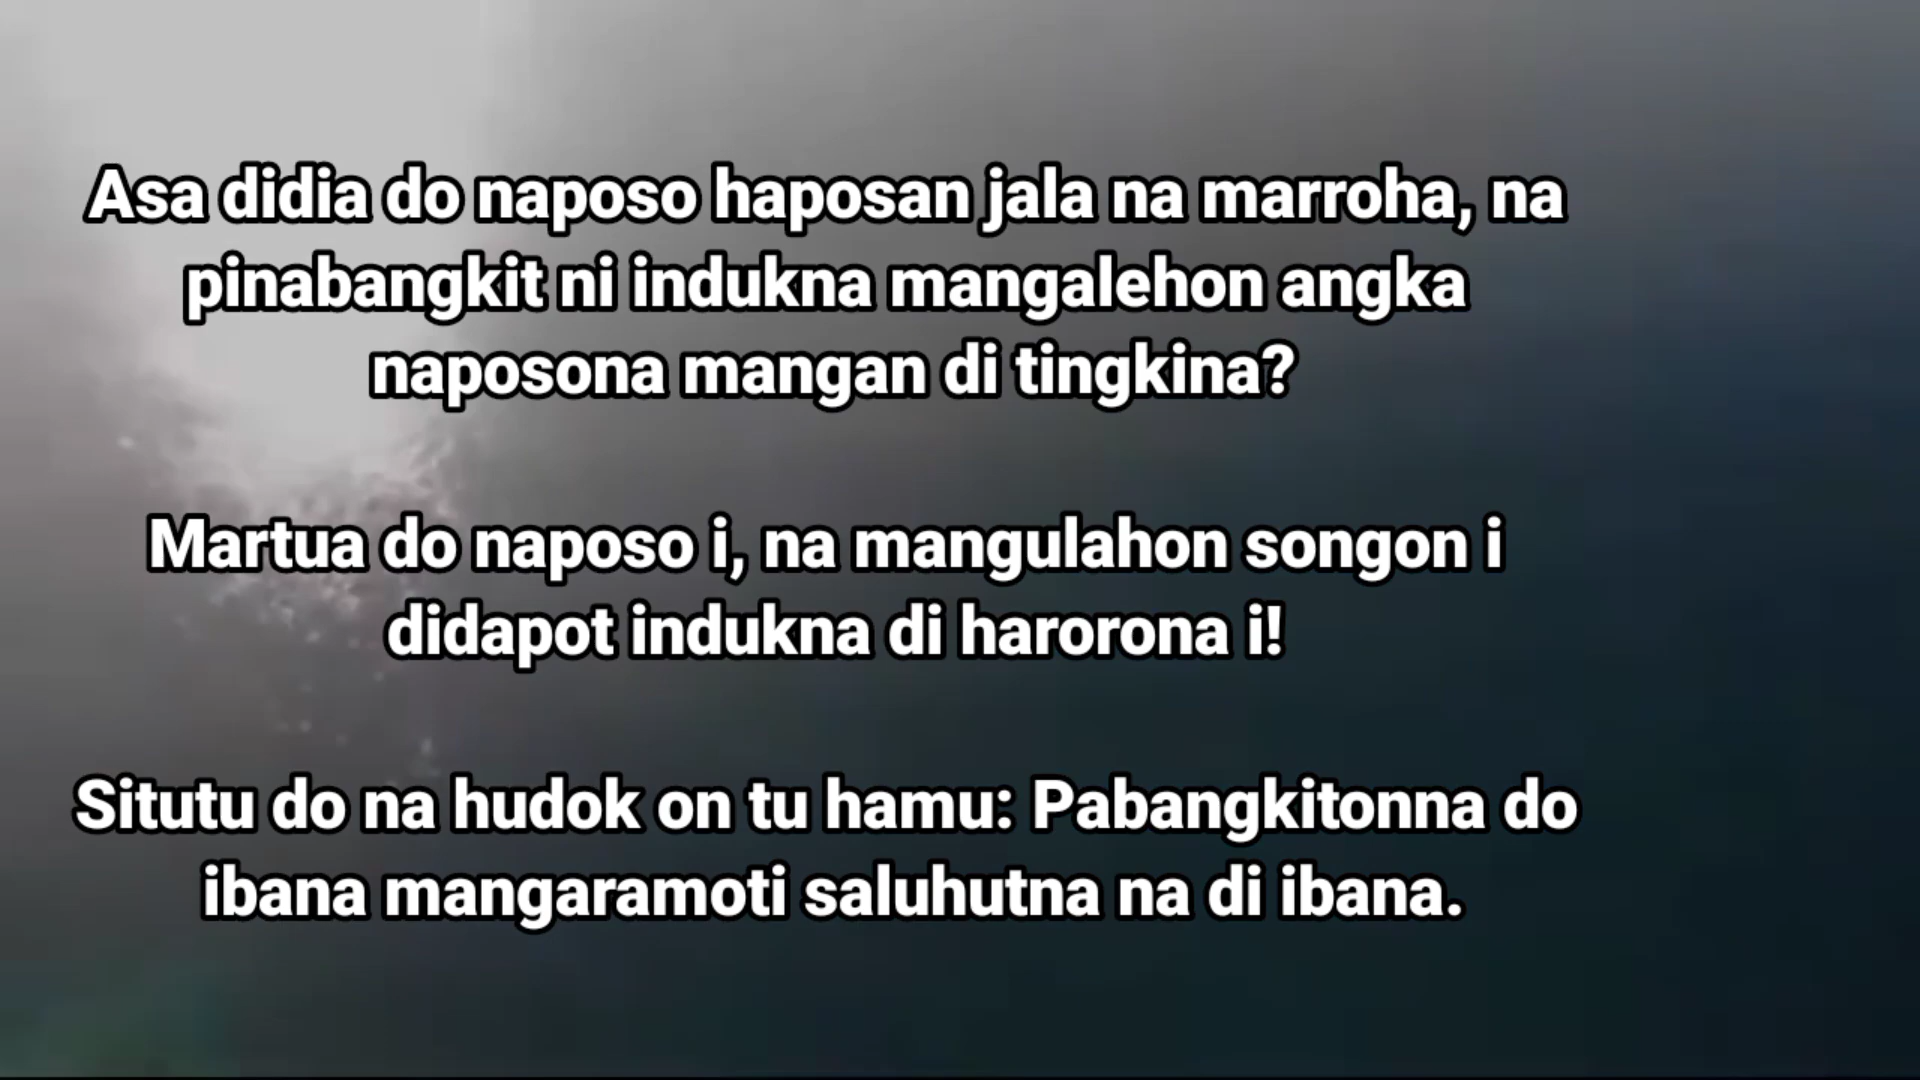 Asa didia do naposo haposan jala na marroha, na
pinabangkit ni indukna mangalehon angka
naposona mangan di tingkina?
Martua do naposo i, na mangulahon songon i
didapot indukna di harorona i!
Situtu do na hudok on tu hamu: Pabangkitonna do
ibana mangaramoti saluhutna na di ibana.